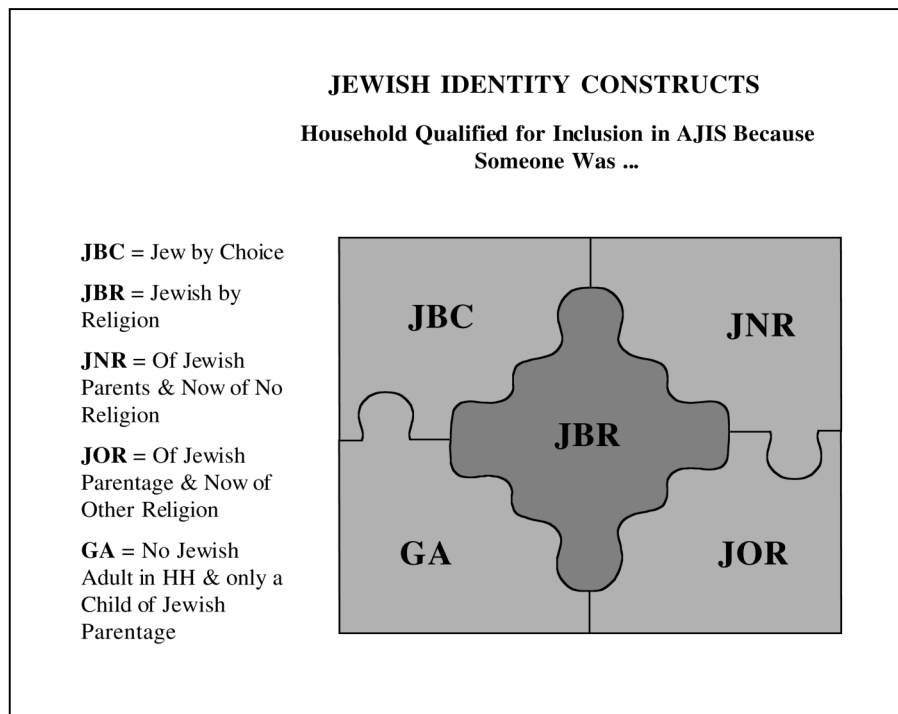 JEWISH IDENTITY CONSTRUCTS
Household Qualified for Inclusion in AJIS Because
Someone Was ...
JBC = Jew by Choice
JBR = Jewish by
Religion
JNR = Of Jewish
Parents & Now of No
Religion
JOR = Of Jewish
Parentage & Now of
Other Religion
GA = No Jewish
Adult in HH & only a
Child of Jewish
Parentage
JBC
JNR
JBR
GA
JOR